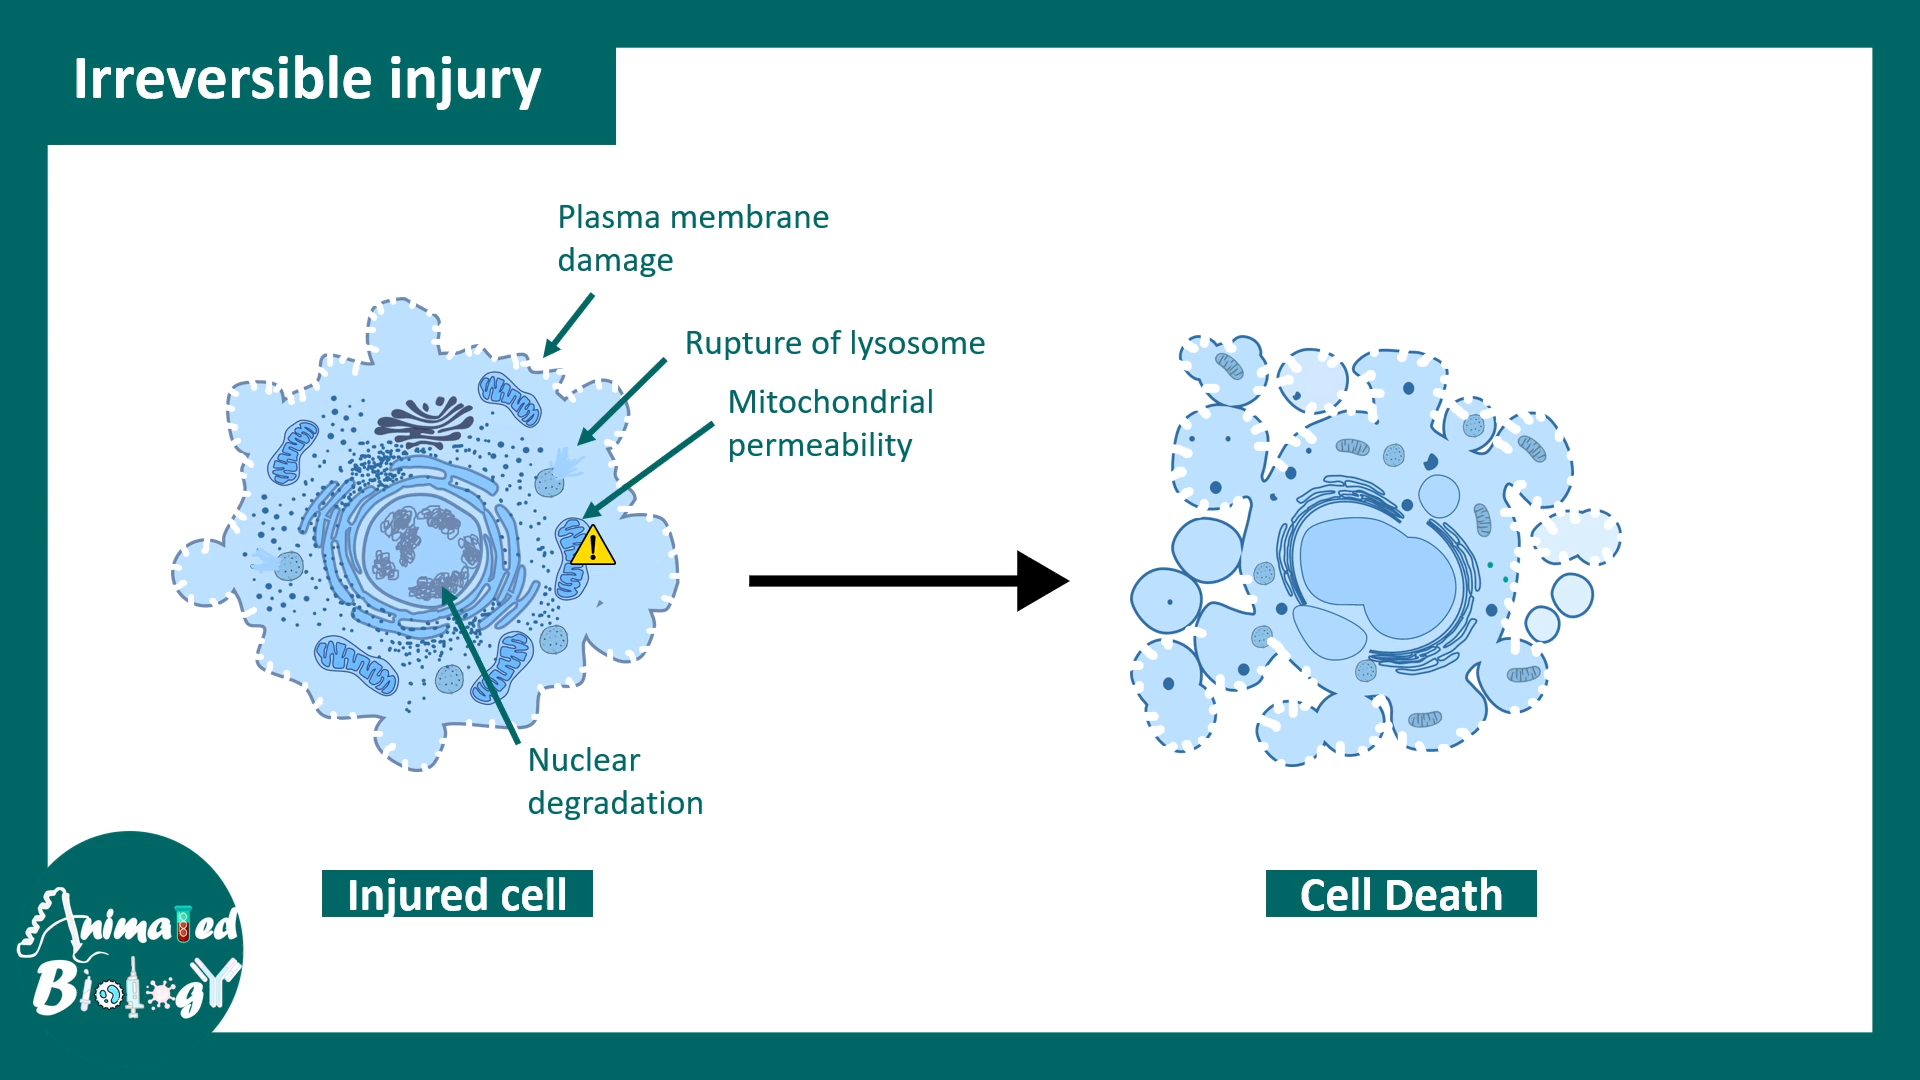 Irreversible injury
Plasma membrane
damage
Rupture of lysosome
Mitochondrial
permeability
Nuclear
degradation
Injured cell
Cell Death
Animated
Biology